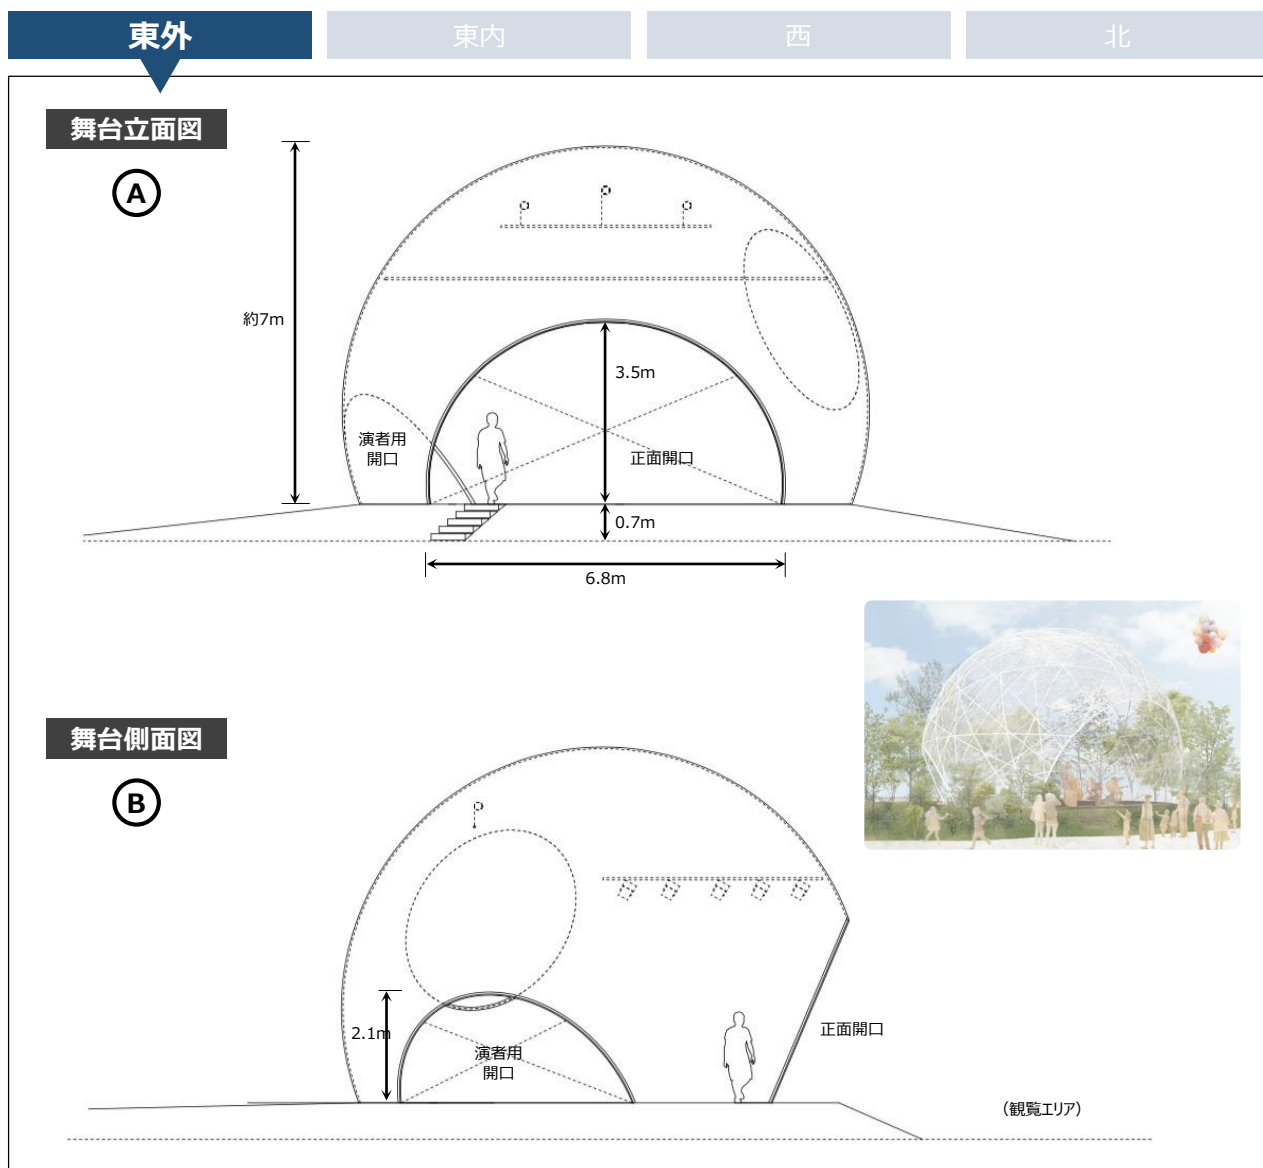 東外
東内
西
北
舞台立面図
A
約7m
3.5m
演者用
開口
正面開口
0.7m
6.8m
舞台側面図
B
2.1m
演者用
開口
正面開口
(観覧エリア)